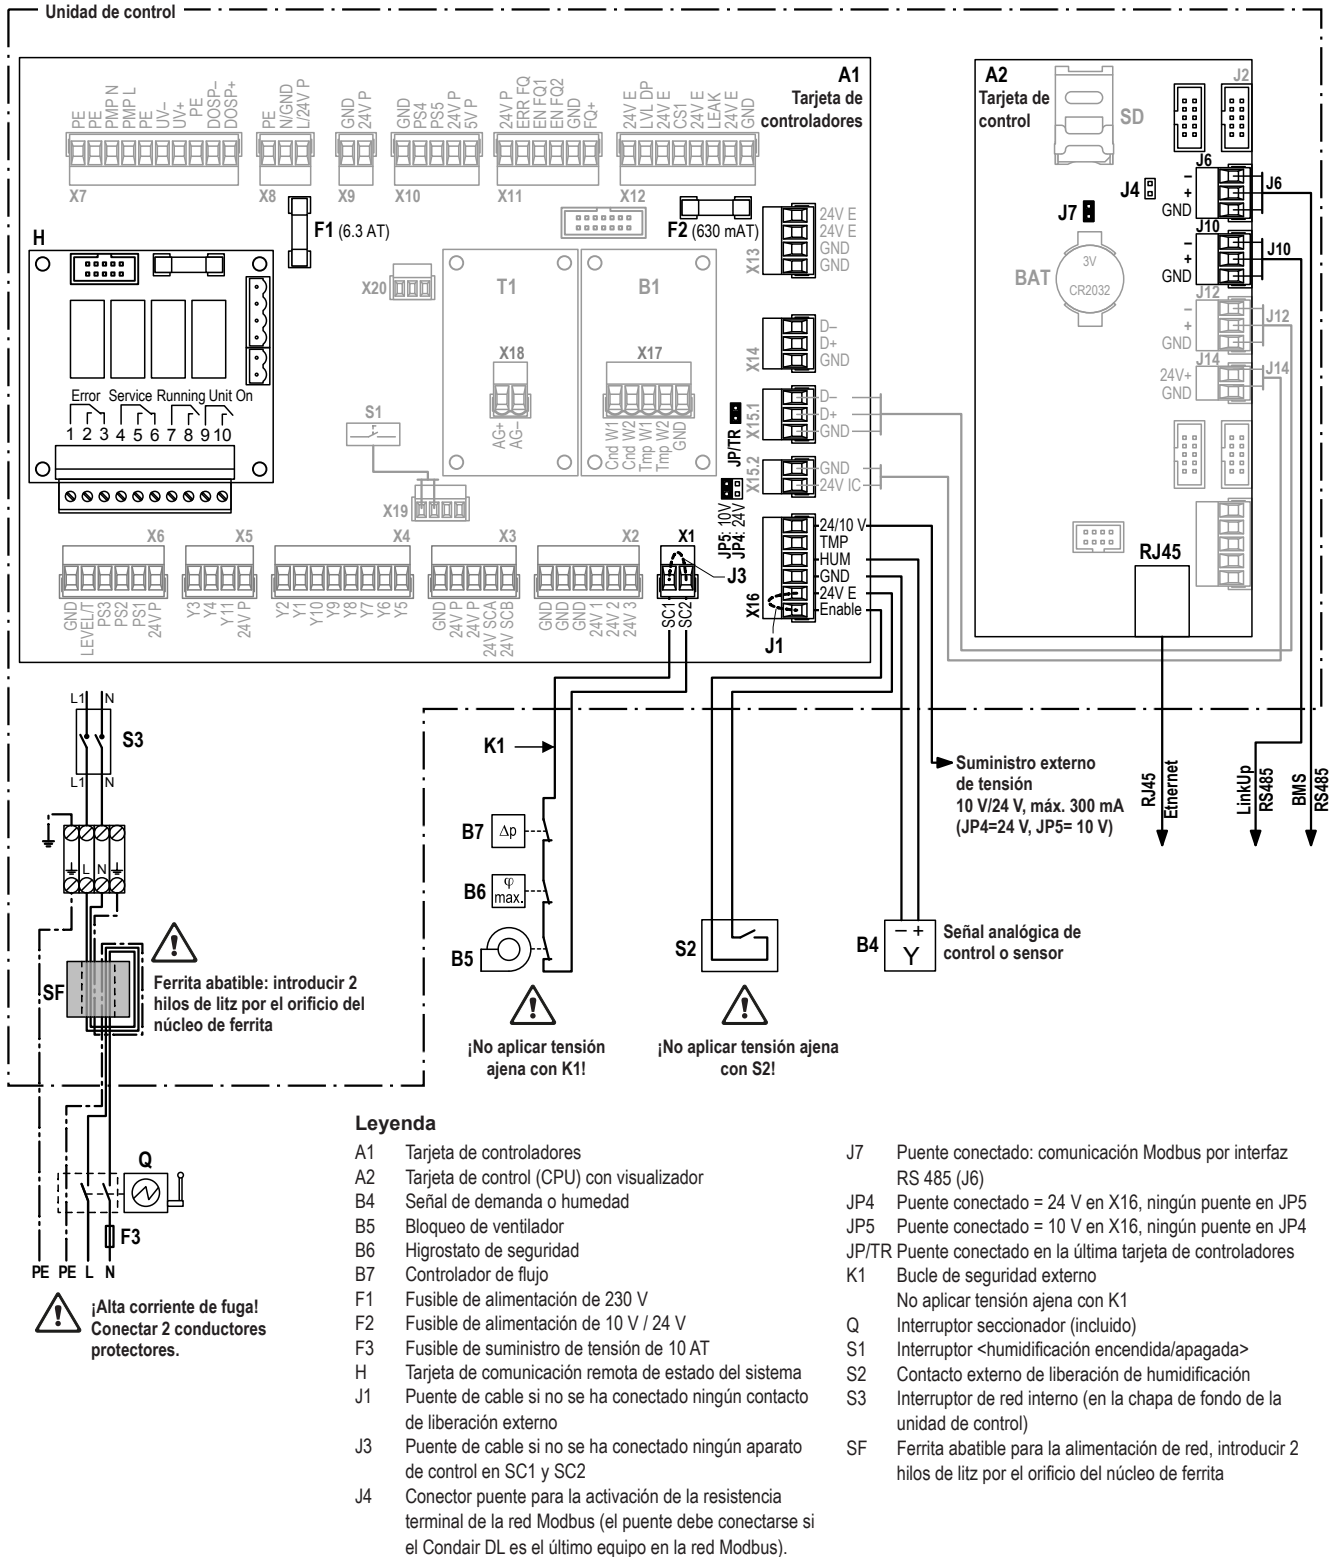 Unidad de control
A1
Tarjeta de
controladores
PE
PE
PMP N
PMP L
PE
UV–
UV+
PE
DOSP–
DOSP+
X7
PE
N/GND
L/24V P
X8
GND
24V P
X9
GND
PS4
PS5
24V P
5V P
X10
24V P
ERR FQ
EN FQ1
EN FQ2
GND
FQ+
X11
24V E
LVL DP
24V E
CS1
24V E
LEAK
24V E
GND
X12
F1 (6.3 AT)
F2 (630 mAT)
H
Error Service Running Unit On
1 2 3 4 5 6 7 8 9 10
X20
T1
X18
AG+
AG–
B1
X17
Cnd W1
Cnd W2
Tmp W1
Tmp W2
GND
S1
X19
X13
24V E
24V E
GND
GND
X14
D–
D+
GND
JP/TR
X15.1
D–
D+
GND
X15.2
GND
24V IC
JP5: 10V
JP4: 24V
X16
24/10 V
TMP
HUM
GND
24V E
Enable
J1
X6
GND
LEVEL/T
PS3
PS2
PS1
24V P
X5
Y3
Y4
Y11
24V P
X4
Y2
Y1
Y10
Y9
Y8
Y7
Y6
Y5
X3
GND
24V P
24V P
24V SCA
24V SCB
X2
GND
GND
GND
24V 1
24V 2
24V 3
X1
J3
SC1
SC2
A2
Tarjeta de
control
SD
J2
J4
J7
BAT
3V
CR2032
J6
–
+
GND
J6
J10
–
+
GND
J10
J12
–
+
GND
J12
J14
24V+
GND
J14
RJ45
L1 N
S3
L1 N
L N
SF
Ferrita abatible: introducir 2
hilos de litz por el orificio del
núcleo de ferrita
Q
F3
PE PE L N
¡Alta corriente de fuga!
Conectar 2 conductores
protectores.
K1
B7
Δp
B6
φ
max.
B5
¡No aplicar tensión
ajena con K1!
S2
¡No aplicar tensión ajena
con S2!
B4
– +
Y
Señal analógica de
control o sensor
Suministro externo
de tensión
10 V/24 V, máx. 300 mA
(JP4=24 V, JP5= 10 V)
RJ45
Etnernet
LinkUp
RS485
BMS
RS485
Leyenda
A1 Tarjeta de controladores
A2 Tarjeta de control (CPU) con visualizador
B4 Señal de demanda o humedad
B5 Bloqueo de ventilador
B6 Higrostato de seguridad
B7 Controlador de flujo
F1 Fusible de alimentación de 230 V
F2 Fusible de alimentación de 10 V / 24 V
F3 Fusible de suministro de tensión de 10 AT
H Tarjeta de comunicación remota de estado del sistema
J1 Puente de cable si no se ha conectado ningún contacto
de liberación externo
J3 Puente de cable si no se ha conectado ningún aparato
de control en SC1 y SC2
J4 Conector puente para la activación de la resistencia
terminal de la red Modbus (el puente debe conectarse si
el Condair DL es el último equipo en la red Modbus).
J7 Puente conectado: comunicación Modbus por interfaz
RS 485 (J6)
JP4 Puente conectado = 24 V en X16, ningún puente en JP5
JP5 Puente conectado = 10 V en X16, ningún puente en JP4
JP/TR Puente conectado en la última tarjeta de controladores
K1 Bucle de seguridad externo
No aplicar tensión ajena con K1
Q Interruptor seccionador (incluido)
S1 Interruptor <humidificación encendida/apagada>
S2 Contacto externo de liberación de humidificación
S3 Interruptor de red interno (en la chapa de fondo de la
unidad de control)
SF Ferrita abatible para la alimentación de red, introducir 2
hilos de litz por el orificio del núcleo de ferrita